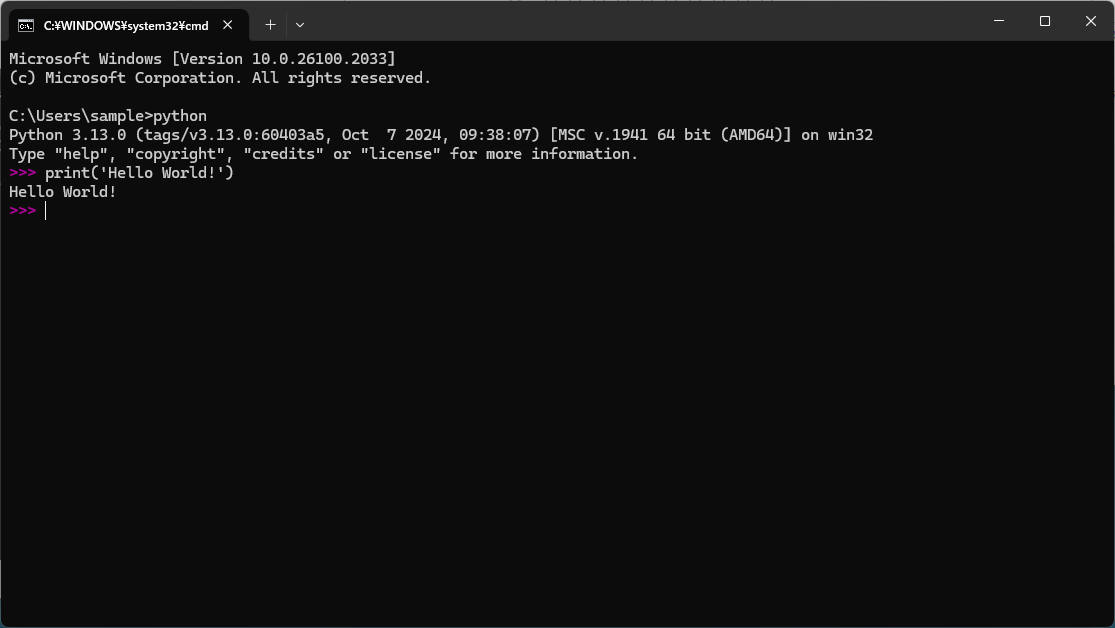 C:¥WINDOWS¥system32¥cmd
Microsoft Windows [Version 10.0.26100.2033]
(c) Microsoft Corporation. All rights reserved.
C:\Users\sample>python
Python 3.13.0 (tags/v3.13.0:60403a5, Oct  7 2024, 09:38:07) [MSC v.1941 64 bit (AMD64)] on win32
Type "help", "copyright", "credits" or "license" for more information.
>>> print('Hello World!')
Hello World!
>>>